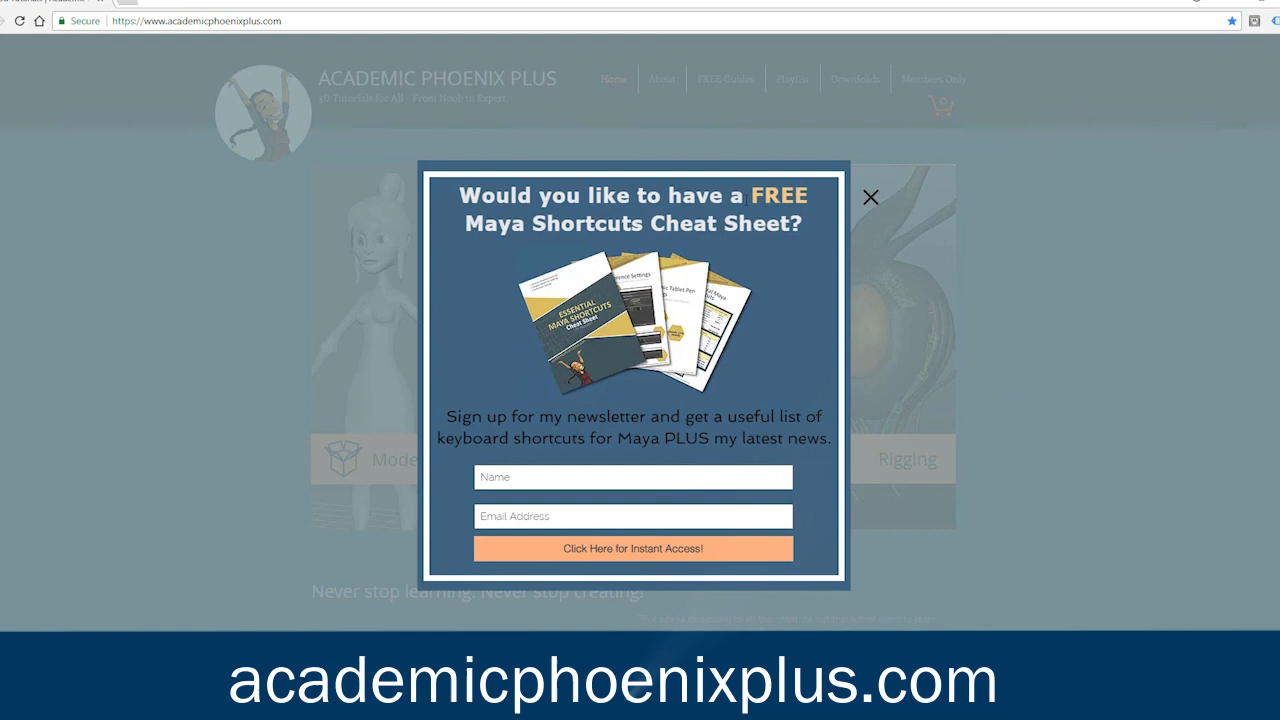 Secure
https://www.academicphoenixplus.com
ACADEMIC PHOENIX PLUS
3D Tutorials for All - From Noob to Expert
Home
About
FREE Guides
Playlist
Downloads
Members Only
0
Would you like to have a FREE
Maya Shortcuts Cheat Sheet?
ESSENTIAL
MAYA SHORTCUTS
Cheat Sheet
Sign up for my newsletter and get a useful list of
keyboard shortcuts for Maya PLUS my latest news.
Name
Email Address
Click Here for Instant Access!
Mode
Rigging
Never stop learning. Never stop creating!
academicphoenixplus.com